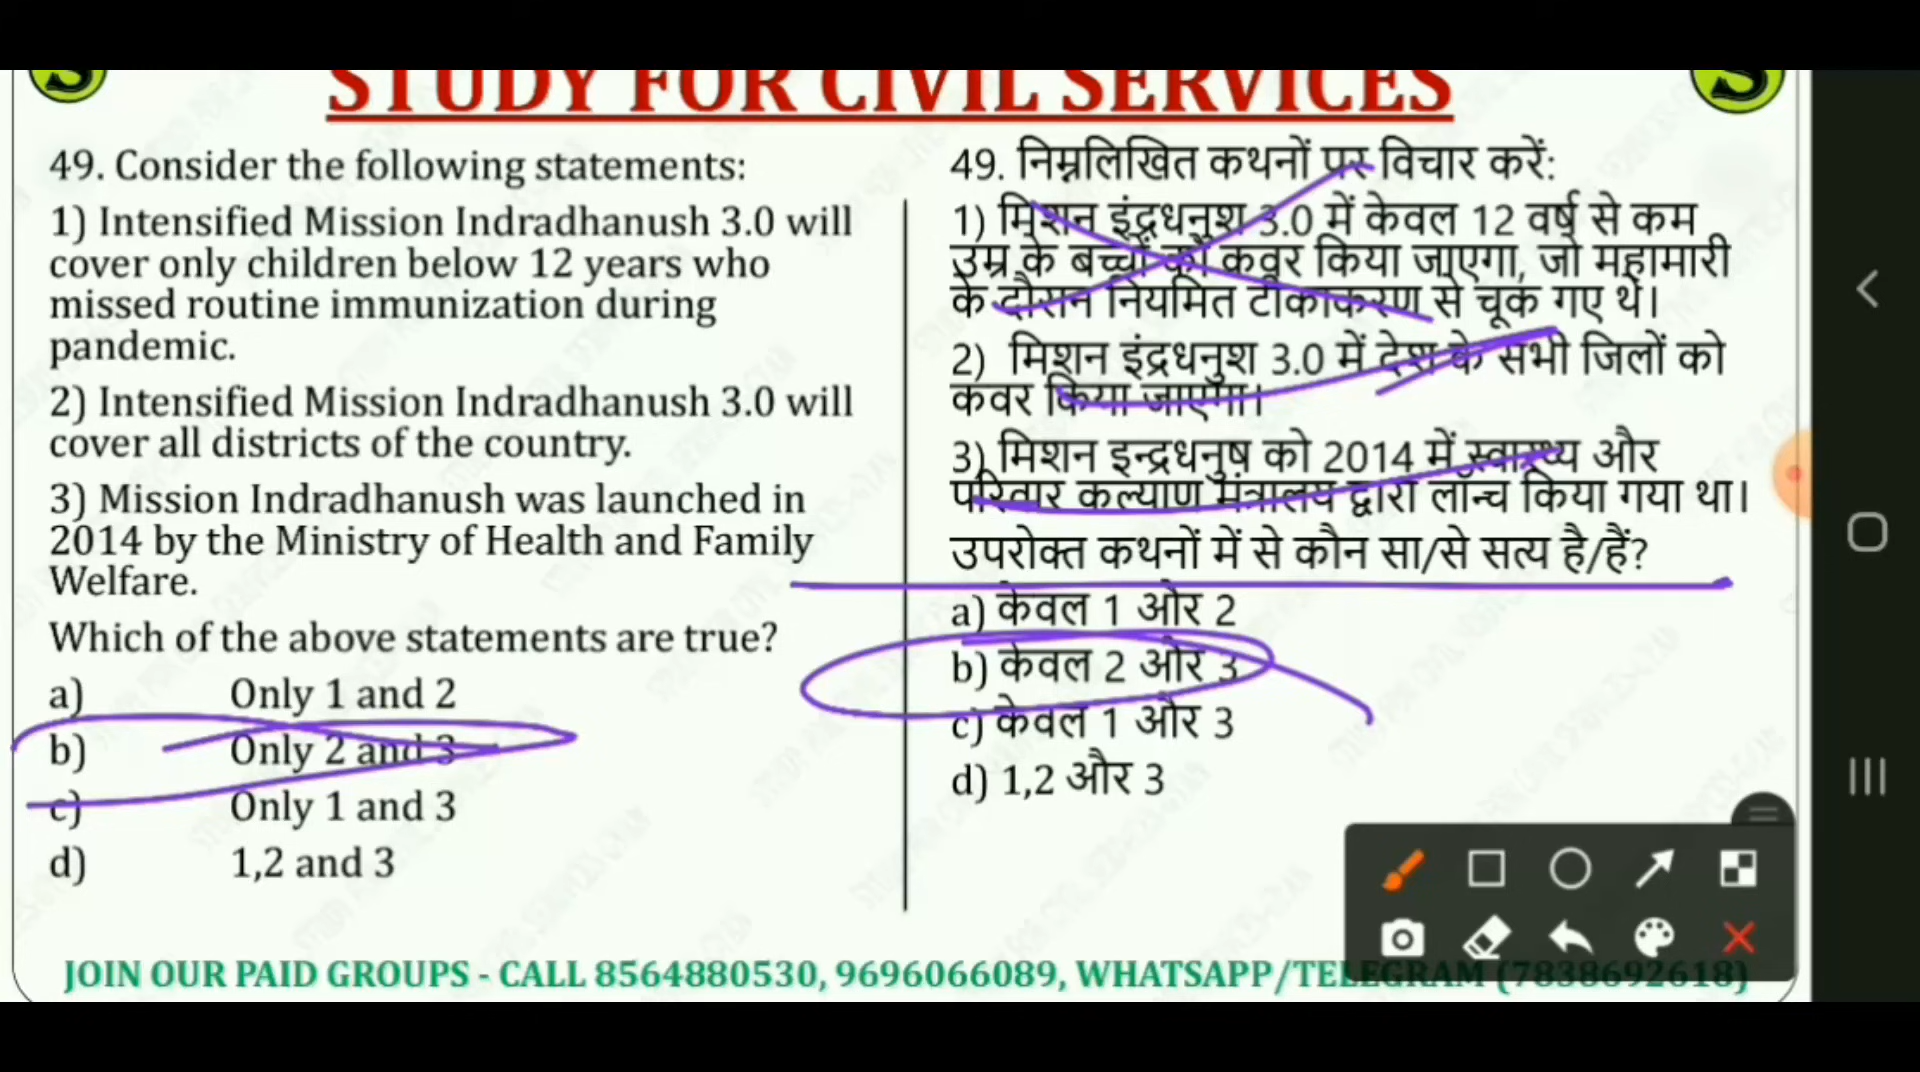 STUDY FOR CIVIL SERVICES
49. Consider the following statements:
1) Intensified Mission Indradhanush 3.0 will
cover only children below 12 years who
missed routine immunization during
pandemic.
2) Intensified Mission Indradhanush 3.0 will
cover all districts of the country.
3) Mission Indradhanush was launched in
2014 by the Ministry of Health and Family
Welfare.
Which of the above statements are true?
a) Only 1 and 2
b) Only 2 and 3
c) Only 1 and 3
d) 1,2 and 3
49. निम्नलिखित कथनों पर विचार करें:
1) मिशन इंद्रधनुश 3.0 में केवल 12 वर्ष से कम
उम्र के बच्चों को कवर किया जाएगा, जो महामारी
के दौरान नियमित टीकाकरण से चूक गए थे।
2) मिशन इंद्रधनुश 3.0 में देश के सभी जिलों को
कवर किया जाएगा।
3) मिशन इन्द्रधनुष को 2014 में स्वास्थ्य और
परिवार कल्याण मंत्रालय द्वारा लॉन्च किया गया था।
उपरोक्त कथनों में से कौन सा/से सत्य है/हैं?
a) केवल 1 और 2
b) केवल 2 और 3
c) केवल 1 और 3
d) 1,2 और 3
JOIN OUR PAID GROUPS - CALL 8564880530, 9696066089, WHATSAPP/TELEGRAM (7838692618)